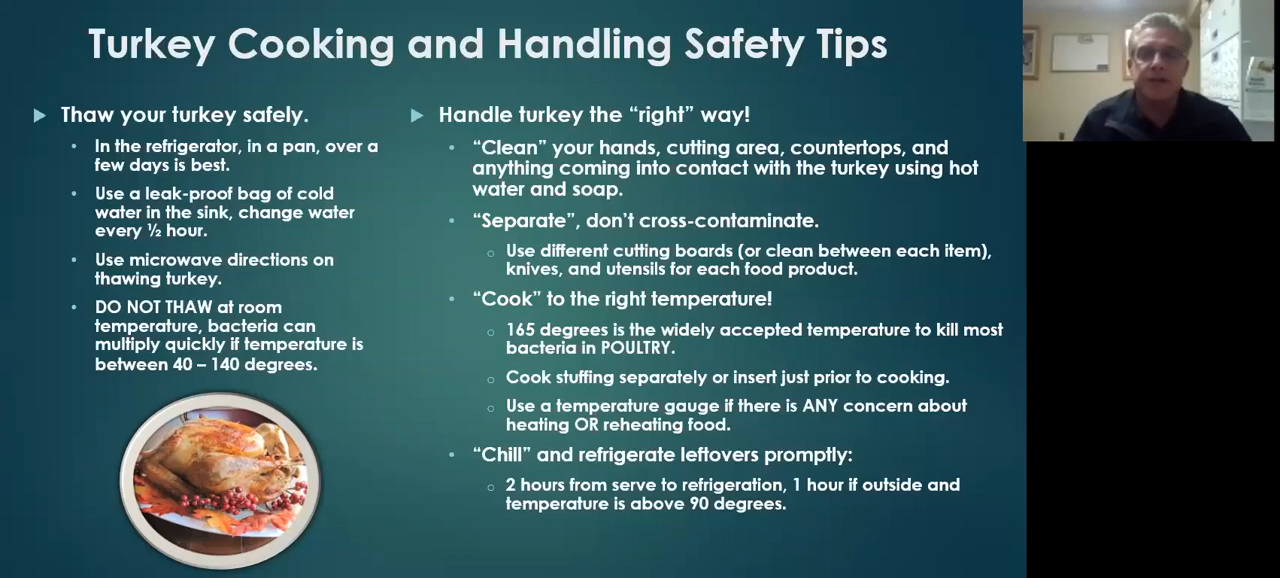 Turkey Cooking and Handling Safety Tips
Thaw your turkey safely.
In the refrigerator, in a pan, over a
few days is best.
Use a leak-proof bag of cold
water in the sink, change water
every ½ hour.
Use microwave directions on
thawing turkey.
DO NOT THAW at room
temperature, bacteria can
multiply quickly if temperature is
between 40 – 140 degrees.
Handle turkey the “right” way!
“Clean” your hands, cutting area, countertops, and
anything coming into contact with the turkey using hot
water and soap.
“Separate”, don’t cross-contaminate.
Use different cutting boards (or clean between each item),
knives, and utensils for each food product.
“Cook” to the right temperature!
165 degrees is the widely accepted temperature to kill most
bacteria in POULTRY.
Cook stuffing separately or insert just prior to cooking.
Use a temperature gauge if there is ANY concern about
heating OR reheating food.
“Chill” and refrigerate leftovers promptly:
2 hours from serve to refrigeration, 1 hour if outside and
temperature is above 90 degrees.